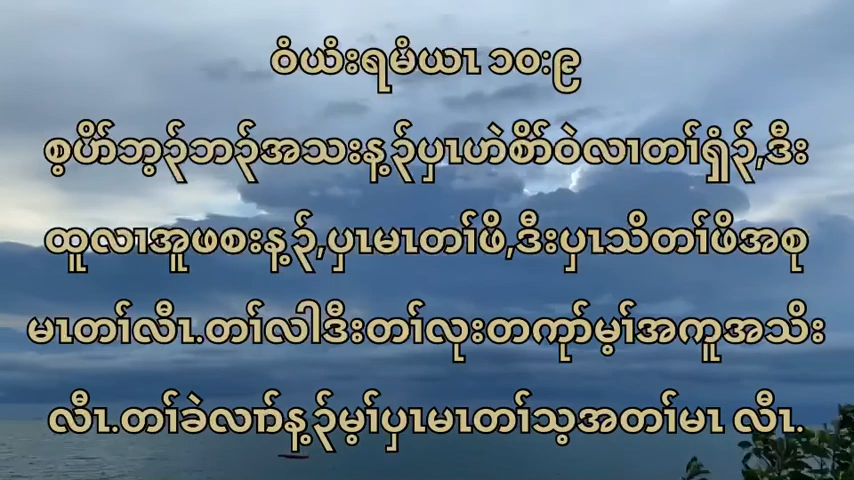 ဝံယံးရမံယၤ ၁၀:၉
စ့ဟိာ်ဘ့ၣ်ဘၣ်အသးန့ၣ်ပှၤဟဲစိာ်ဝဲလၢတၢ်ရှံၣ်,ဒီး
ထူလၢအူဖစးန့ၣ်,ပှၤမၤတၢ်ဖိ,ဒီးပှၤသိတၢ်ဖိအစု
မၤတၢ်လီၤ.တၢ်လါဒီးတၢ်လုးတကုာ်မ့ၢ်အကူအသိး
လီၤ.တၢ်ခဲလၢာ်န့ၣ်မ့ၢ်ပှၤမၤတၢ်သ့အတၢ်မၤ လီၤ.